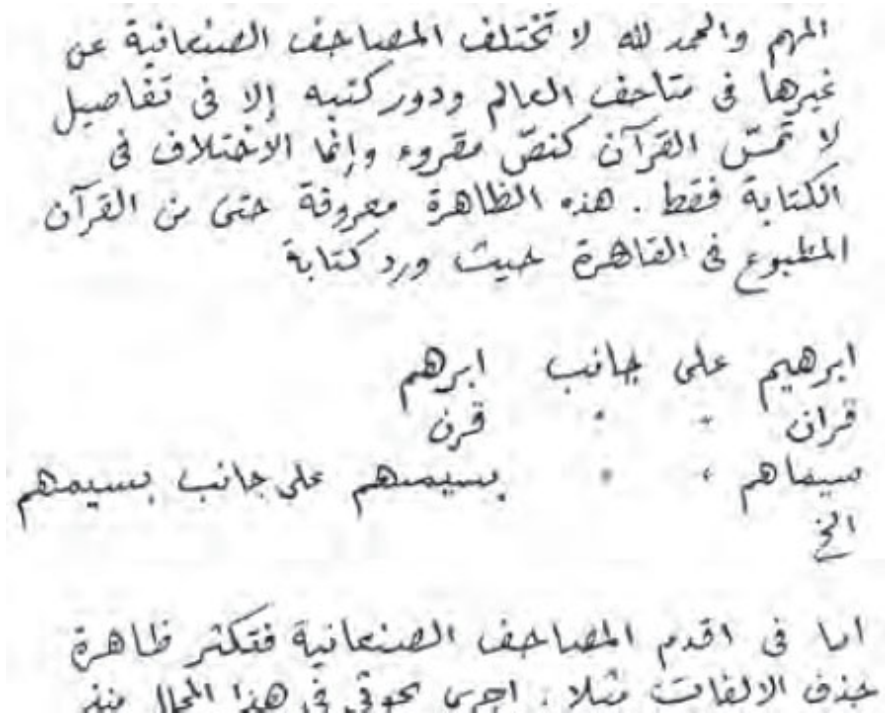 المهم والحمد لله لا تختلف المصاحف الصنعانية عن
غيرها في متاحف العالم ودور كتبه إلا في تفاصيل
لا تمسّ القرآن كنصّ مقروء وإنما الاختلاف في
الكتابة فقط . هذه الظاهرة معروفة حتى من القرآن
المطبوع في القاهرة حيث ورد كتابة
ابرهيم على جانب ابرهم
قران " " قرن
سيماهم " " بسيمهم على جانب بسيمهم
الخ
اما في اقدم المصاحف الصنعانية فتكثر ظاهرة
حذف الالفات مثلا : اجرى بحوثي في هذا المجال منذ